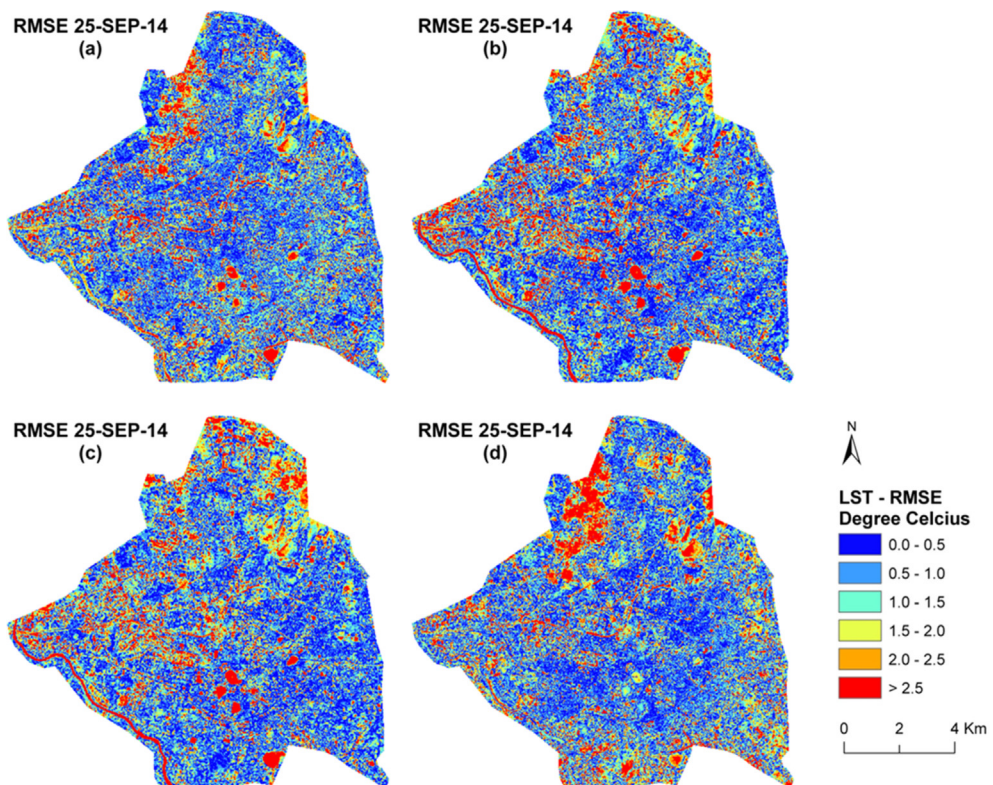 RMSE 25-SEP-14
(a)
RMSE 25-SEP-14
(b)
RMSE 25-SEP-14
(c)
RMSE 25-SEP-14
(d)
N
LST - RMSE
Degree Celcius
0.0 - 0.5
0.5 - 1.0
1.0 - 1.5
1.5 - 2.0
2.0 - 2.5
> 2.5
0 2 4 Km